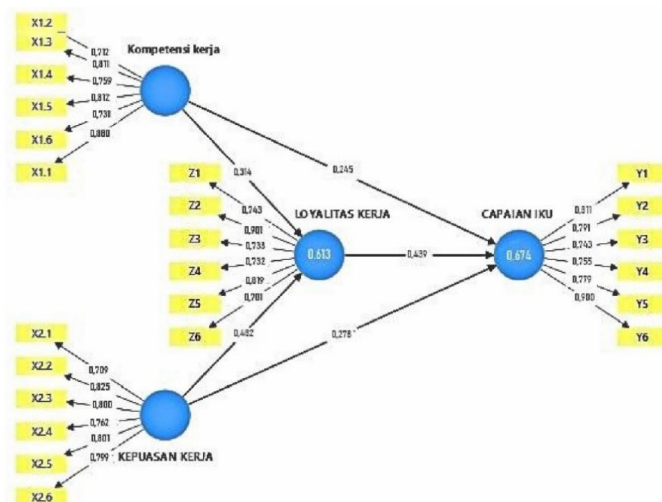 X1.2
X1.3
X1.4
X1.5
X1.6
X1.1
Kompetensi kerja
0,712
0,811
0,759
0,812
0,731
0,880
0,314
0,245
Z1
Z2
Z3
Z4
Z5
Z6
0,743
0,901
0,733
0,732
0,819
0,781
LOYALITAS KERJA
0.613
0,439
CAPAIAN IKU
0.674
0,811
0,791
0,743
0,755
0,779
0,900
Y1
Y2
Y3
Y4
Y5
Y6
0,482
0,278
X2.1
X2.2
X2.3
X2.4
X2.5
X2.6
0,709
0,825
0,800
0,762
0,801
0,799
KEPUASAN KERJA